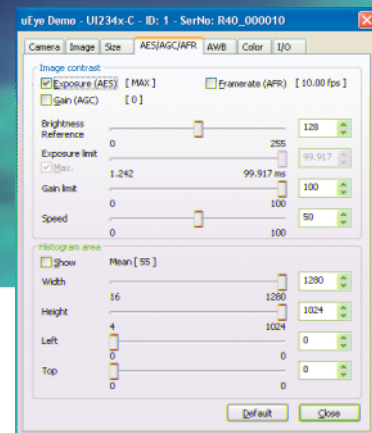 uEye Demo - UI234x-C - ID: 1 - SerNo: R40_000010
Camera Image Size AES/AGC/AFR AWB Color I/O
Image contrast
Exposure (AES) [ MAX ] Framerate (AFR) [ 10.00 fps ]
Gain (AGC) [ 0 ]
Brightness Reference 128
0 255
Exposure limit 99.917
Max. 1.242 99.917 ms
Gain limit 100
0 100
Speed 50
0 100
Histogram area
Show Mean [ 55 ]
Width 1280
16 1280
Height 1024
4 1024
Left 0
0 0
Top 0
0 0
Default Close